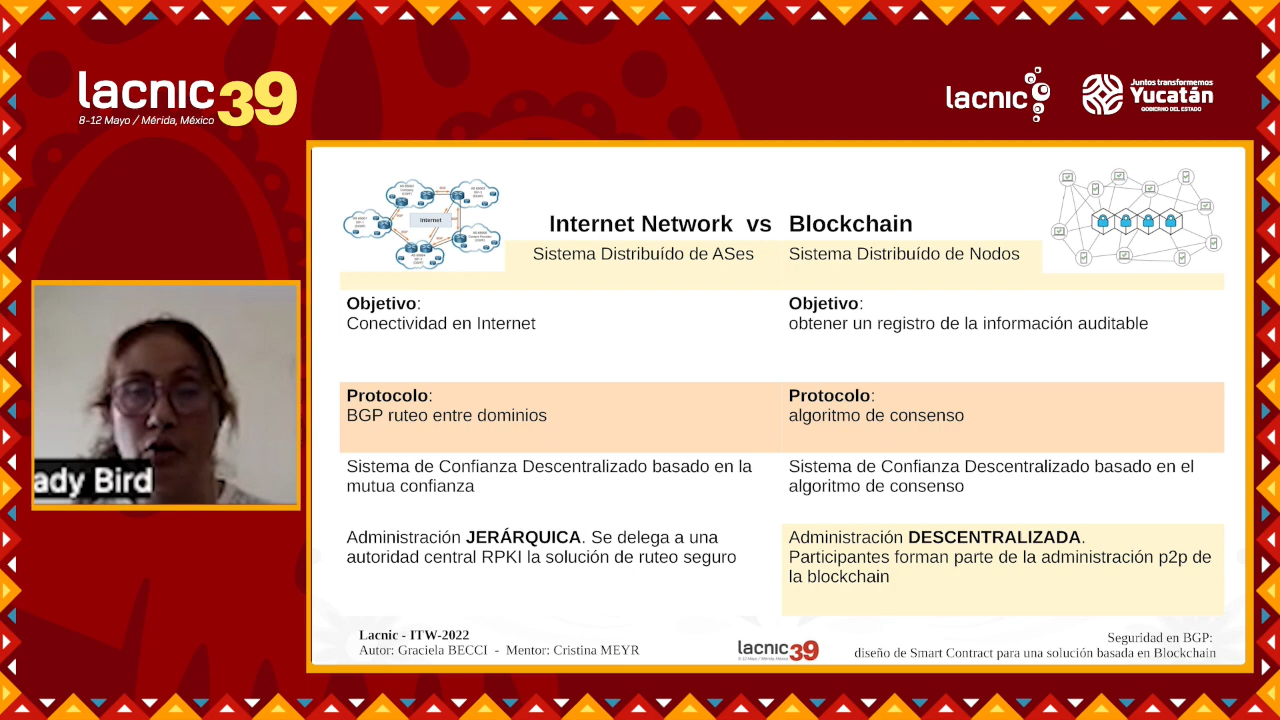 lacnic39
8-12 Mayo / Mérida, México
lacnic
Juntos transformemos
Yucatán
GOBIERNO DEL ESTADO
Internet
Internet Network vs Blockchain
Sistema Distribuído de ASes
Sistema Distribuído de Nodos
Objetivo:
Conectividad en Internet
Objetivo:
obtener un registro de la información auditable
Protocolo:
BGP ruteo entre dominios
Protocolo:
algoritmo de consenso
Sistema de Confianza Descentralizado basado en la
mutua confianza
Sistema de Confianza Descentralizado basado en el
algoritmo de consenso
Administración JERÁRQUICA. Se delega a una
autoridad central RPKI la solución de ruteo seguro
Administración DESCENTRALIZADA.
Participantes forman parte de la administración p2p de
la blockchain
ady Bird
Lacnic - ITW-2022
Autor: Graciela BECCI - Mentor: Cristina MEYR
lacnic39
Seguridad en BGP:
diseño de Smart Contract para una solución basada en Blockchain